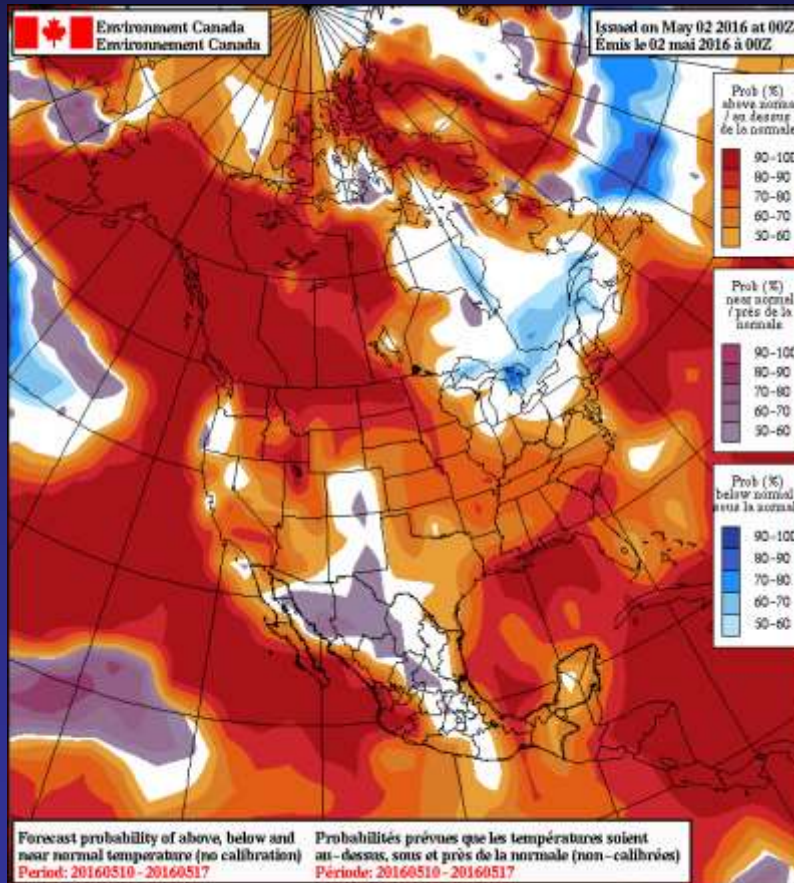 Environment Canada
Environnement Canada
Issued on May 02 2016 at 00Z
Émis le 02 mai 2016 à 00Z
Prob (%)
above normal
/ au dessus
de la normale
90-100
80-90
70-80
60-70
50-60
Prob (%)
near normal
/ près de la
normale
90-100
80-90
70-80
60-70
50-60
Prob (%)
below normal
sous la normal
90-100
80-90
70-80
60-70
50-60
Forecast probability of above, below and
near normal temperature (no calibration)
Period: 20160510 - 20160517
Probabilités prévues que les températures soient
au-dessus, sous et près de la normale (non-calibrées)
Période: 20160510 - 20160517